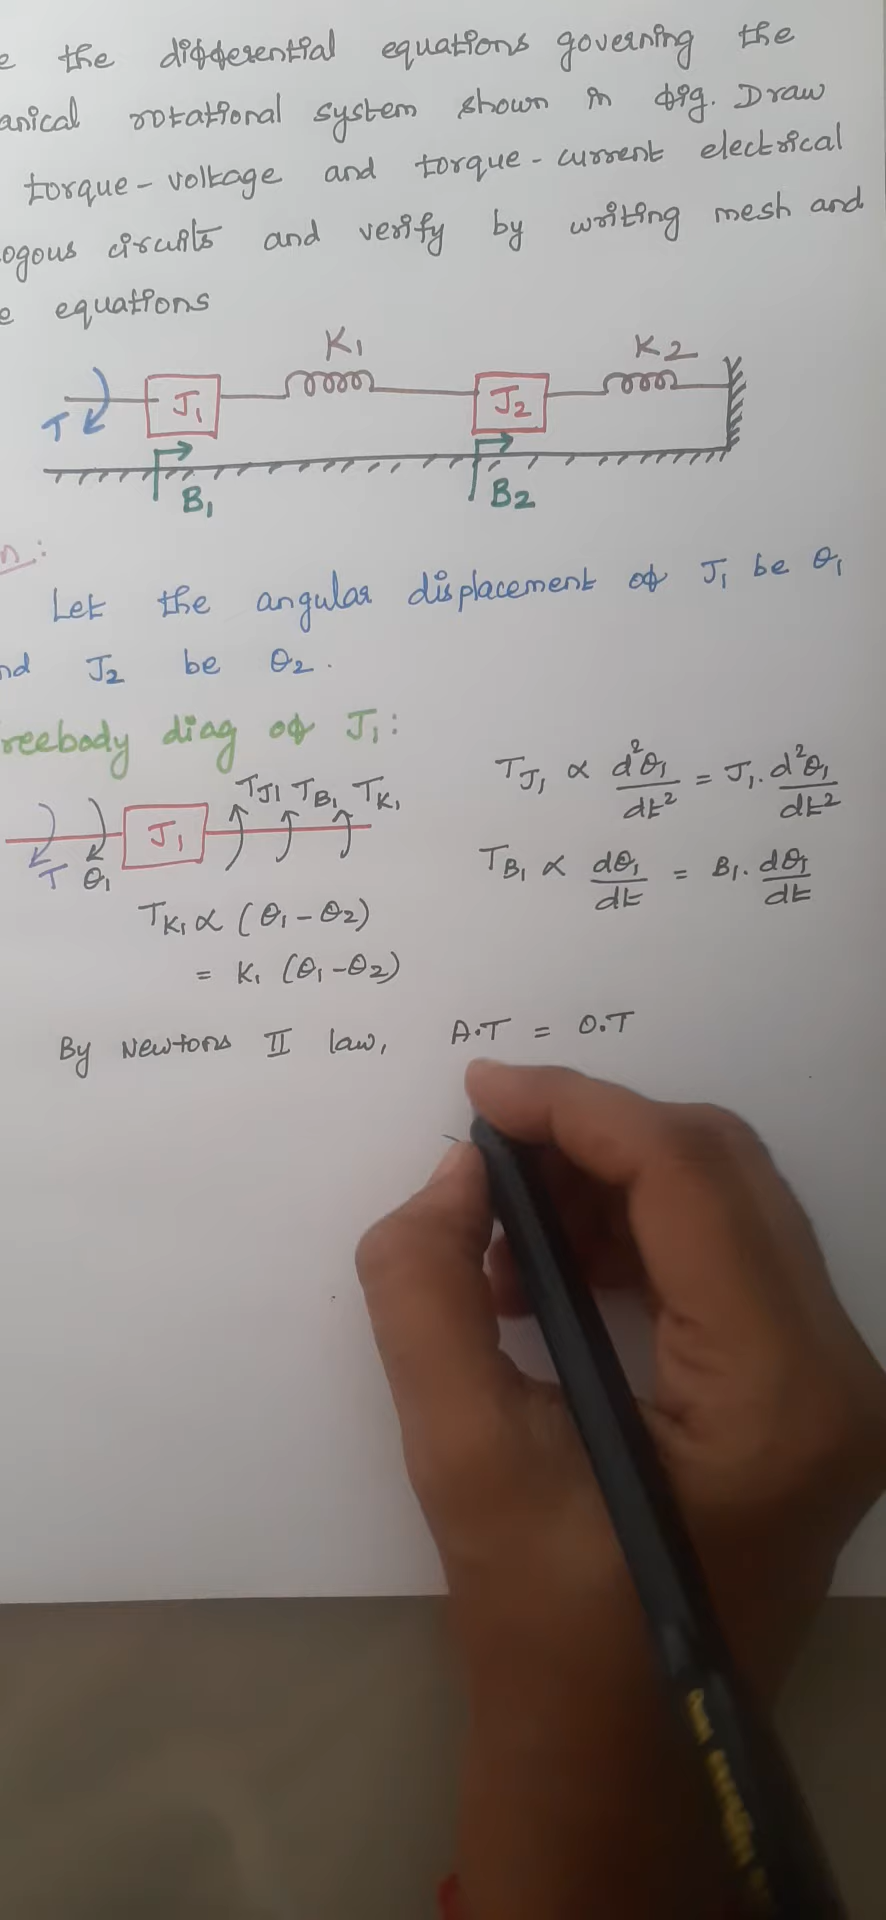 e the differential equations governing the
anical rotational system shown in fig. Draw
torque-voltage and torque-current electrical
ogous circuits and verify by writing mesh and
e equations
K1 K2
T J1 J2
B1 B2
n:
Let the angular displacement of J1 be θ1
nd J2 be θ2.
reebody diag of J1:
TJ1 TB1 TK1
T θ1 J1
TJ1 ∝ d²θ1/dt² = J1. d²θ1/dt²
TB1 ∝ dθ1/dt = B1. dθ1/dt
TK1 ∝ (θ1-θ2)
= K1 (θ1-θ2)
By Newtons II law, A.T = O.T